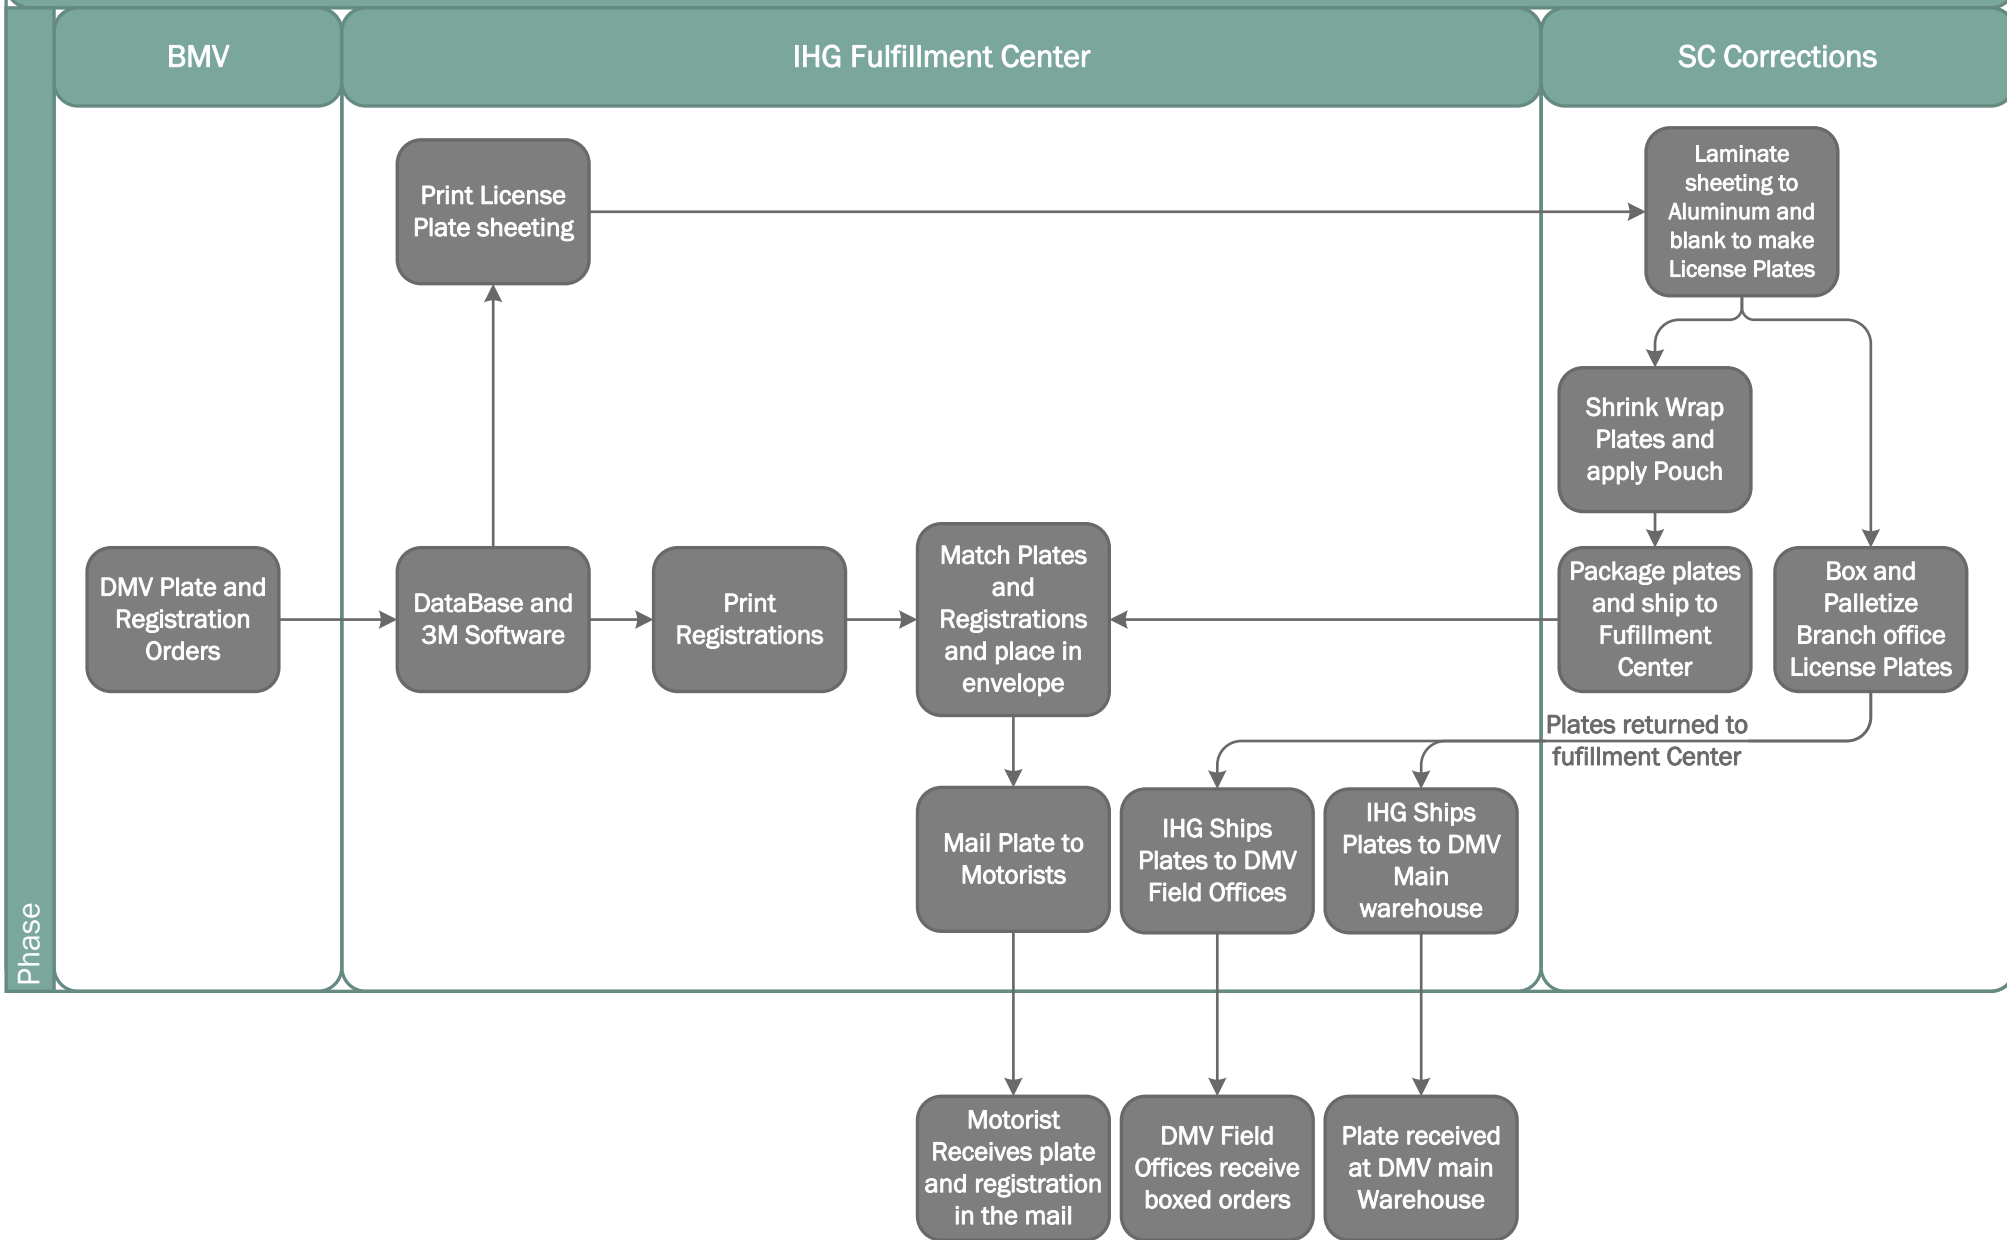 BMV
IHG Fulfillment Center
SC Corrections
Phase
Print License
Plate sheeting
Laminate
sheeting to
Aluminum and
blank to make
License Plates
Shrink Wrap
Plates and
apply Pouch
DMV Plate and
Registration
Orders
DataBase and
3M Software
Print
Registrations
Match Plates
and
Registrations
and place in
envelope
Package plates
and ship to
Fufillment
Center
Box and
Palletize
Branch office
License Plates
Plates returned to
fufillment Center
Mail Plate to
Motorists
IHG Ships
Plates to DMV
Field Offices
IHG Ships
Plates to DMV
Main
warehouse
Motorist
Receives plate
and registration
in the mail
DMV Field
Offices receive
boxed orders
Plate received
at DMV main
Warehouse